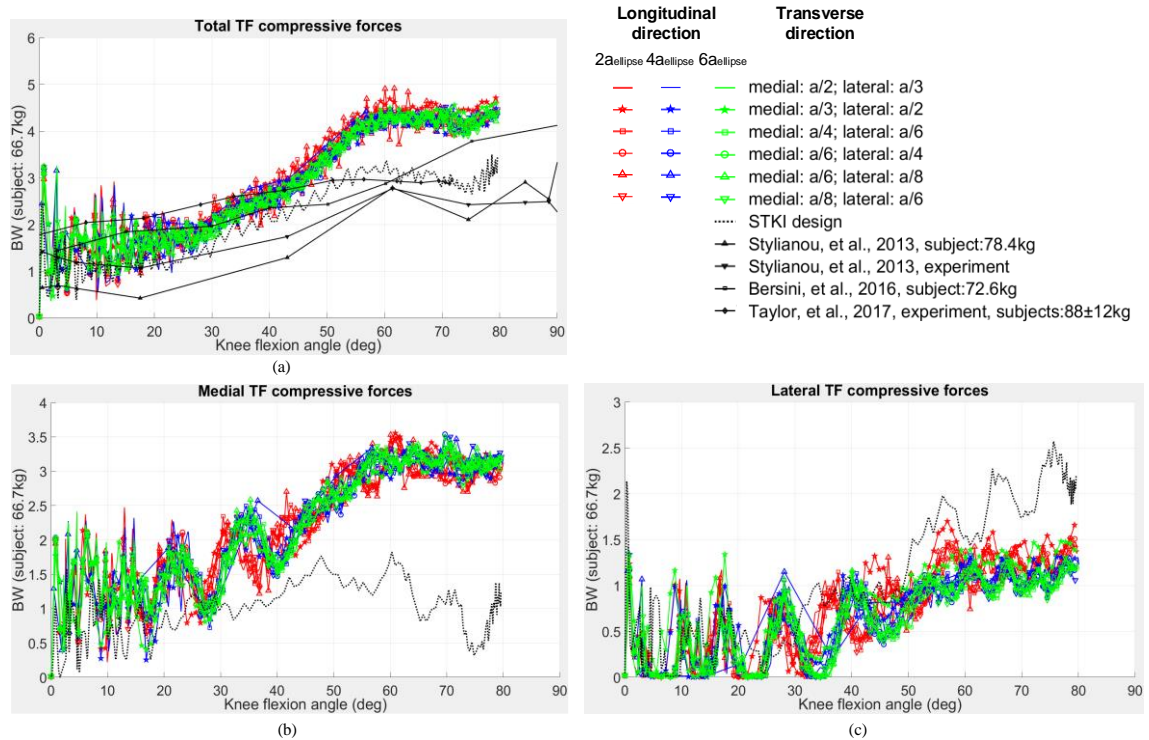 Total TF compressive forces
BW (subject: 66.7kg)
6
5
4
3
2
1
0
0 10 20 30 40 50 60 70 80 90
Knee flexion angle (deg)
(a)
Longitudinal direction
Transverse direction
2aellipse 4aellipse 6aellipse
medial: a/2; lateral: a/3
medial: a/3; lateral: a/2
medial: a/4; lateral: a/6
medial: a/6; lateral: a/4
medial: a/6; lateral: a/8
medial: a/8; lateral: a/6
STKI design
Stylianou, et al., 2013, subject:78.4kg
Stylianou, et al., 2013, experiment
Bersini, et al., 2016, subject:72.6kg
Taylor, et al., 2017, experiment, subjects:88±12kg
Medial TF compressive forces
BW (subject: 66.7kg)
4
3.5
3
2.5
2
1.5
1
0.5
0
0 10 20 30 40 50 60 70 80 90
Knee flexion angle (deg)
(b)
Lateral TF compressive forces
BW (subject: 66.7kg)
3
2.5
2
1.5
1
0.5
0
0 10 20 30 40 50 60 70 80 90
Knee flexion angle (deg)
(c)